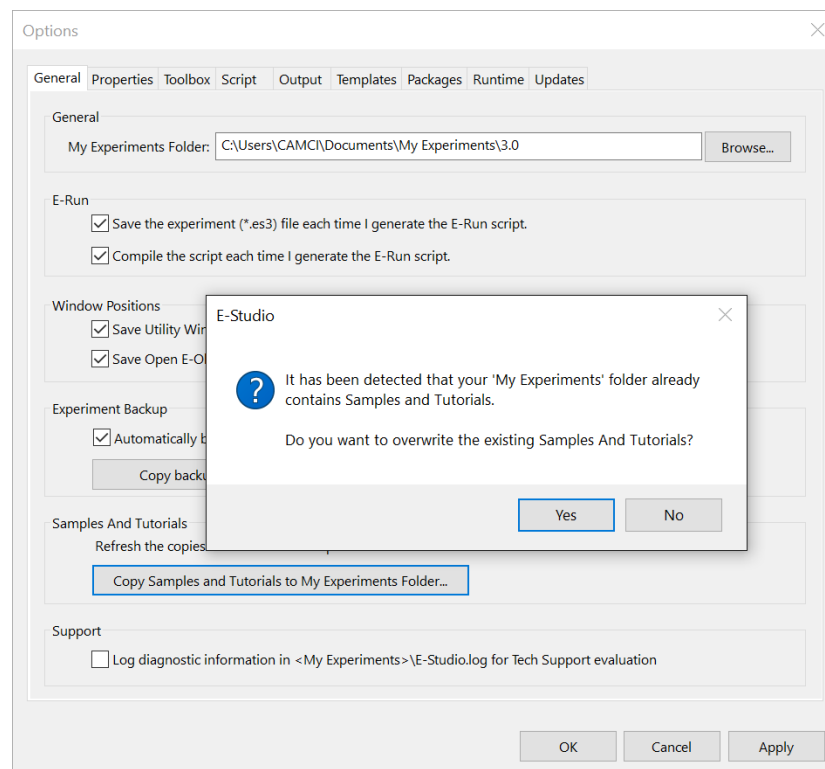 Options
General Properties Toolbox Script Output Templates Packages Runtime Updates
General
My Experiments Folder: C:\Users\CAMCI\Documents\My Experiments\3.0 Browse...
E-Run
Save the experiment (*.es3) file each time I generate the E-Run script.
Compile the script each time I generate the E-Run script.
Window Positions
Save Utility
Save Open
E-Studio
It has been detected that your 'My Experiments' folder already
contains Samples and Tutorials.
Do you want to overwrite the existing Samples And Tutorials?
Yes No
Experiment Backup
Automatically
Copy
Samples And Tutorials
Refresh the copies
Copy Samples and Tutorials to My Experiments Folder...
Support
Log diagnostic information in <My Experiments>\E-Studio.log for Tech Support evaluation
OK Cancel Apply